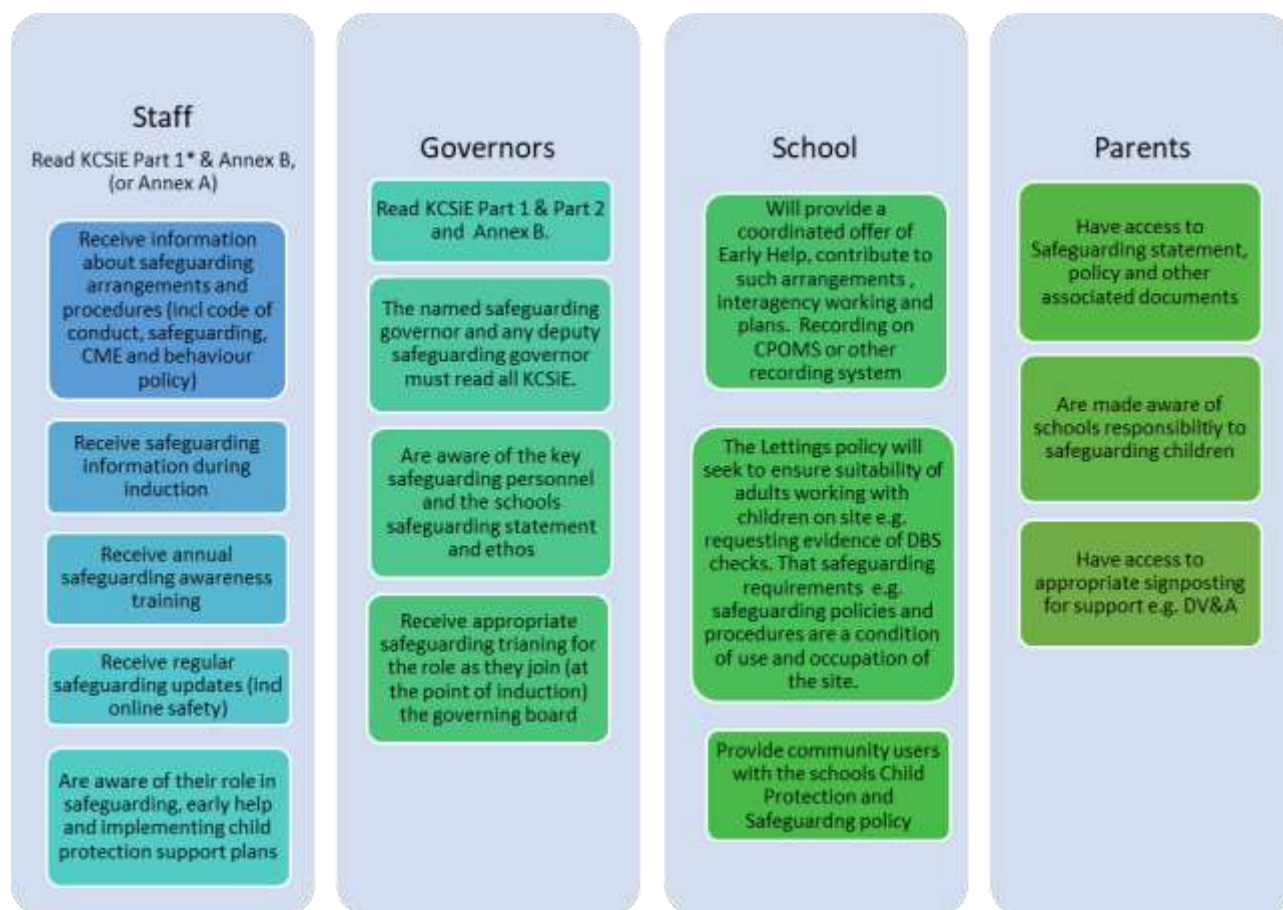 Staff
Read KCSiE Part 1* & Annex B,
(or Annex A)
Receive information
about safeguarding
arrangements and
procedures (incl code of
conduct, safeguarding,
CME and behaviour
policy)
Receive safeguarding
information during
induction
Receive annual
safeguarding awareness
training
Receive regular
safeguarding updates (incl
online safety)
Are aware of their role in
safeguarding, early help
and implementing child
protection support plans
Governors
Read KCSiE Part 1 & Part 2
and Annex B.
The named safeguarding
governor and any deputy
safeguarding governor
must read all KCSiE.
Are aware of the key
safeguarding personnel
and the schools
safeguarding statement
and ethos
Receive appropriate
safeguarding trianing for
the role as they join (at
the point of induction)
the governing board
School
Will provide a
coordinated offer of
Early Help, contribute to
such arrangements ,
interagency working and
plans. Recording on
CPOMS or other
recording system
The Lettings policy will
seek to ensure suitability of
adults working with
children on site e.g.
requesting evidence of DBS
checks. That safeguarding
requirements e.g.
safeguarding policies and
procedures are a condition
of use and occupation of
the site.
Provide community users
with the schools Child
Protection and
Safeguardng policy
Parents
Have access to
Safeguarding statement,
policy and other
associated documents
Are made aware of
schools responsibiltiy to
safeguarding children
Have access to
appropriate signposting
for support e.g. DV&A